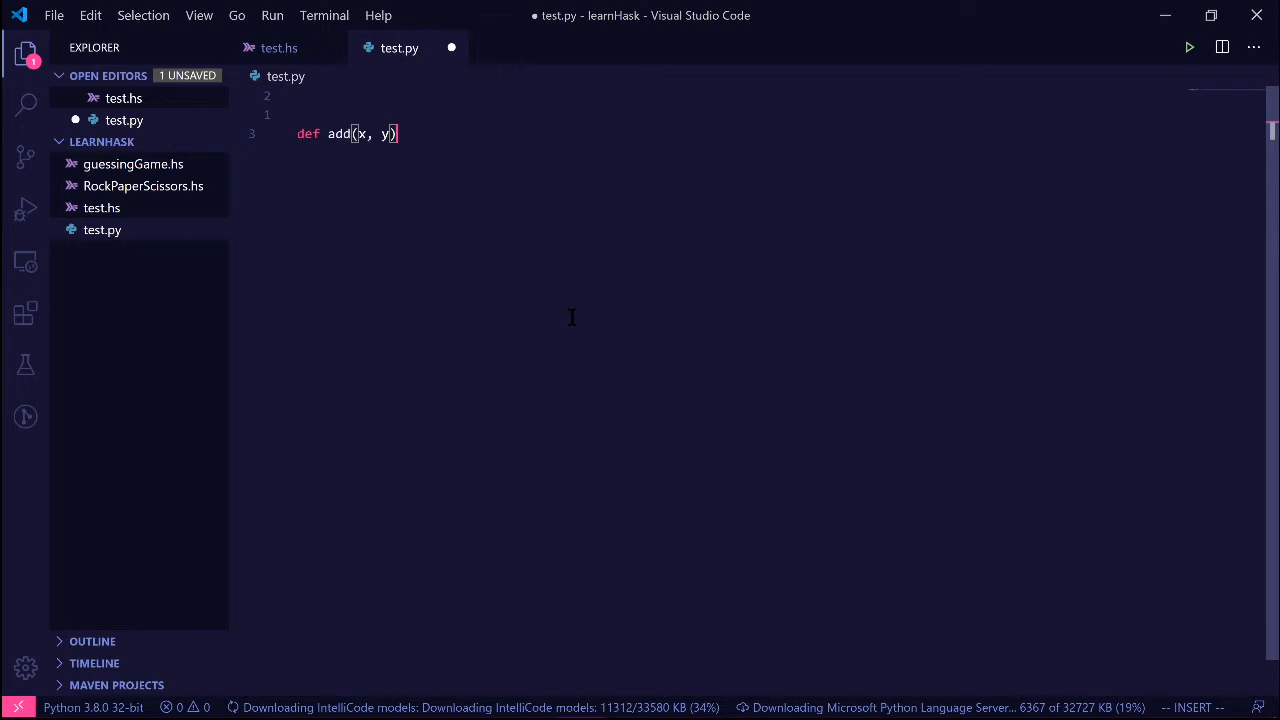 File Edit Selection View Go Run Terminal Help ● test.py - learnHask - Visual Studio Code
EXPLORER
test.hs
test.py
OPEN EDITORS 1 UNSAVED
test.hs
test.py
LEARNHASK
guessingGame.hs
RockPaperScissors.hs
test.hs
test.py
OUTLINE
TIMELINE
MAVEN PROJECTS
1
test.py
2
1
3 def add(x, y)
Python 3.8.0 32-bit 0 0 Downloading IntelliCode models: Downloading IntelliCode models: 11312/33580 KB (34%) Downloading Microsoft Python Language Server... 6367 of 32727 KB (19%) -- INSERT --